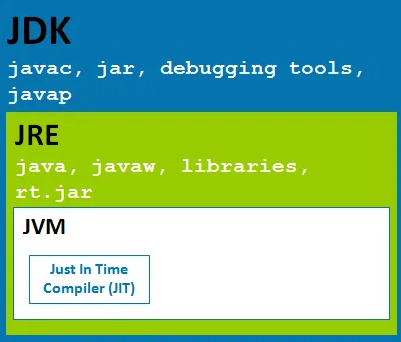 JDK
javac, jar, debugging tools,
javap
JRE
java, javaw, libraries,
rt.jar
JVM
Just In Time
Compiler (JIT)